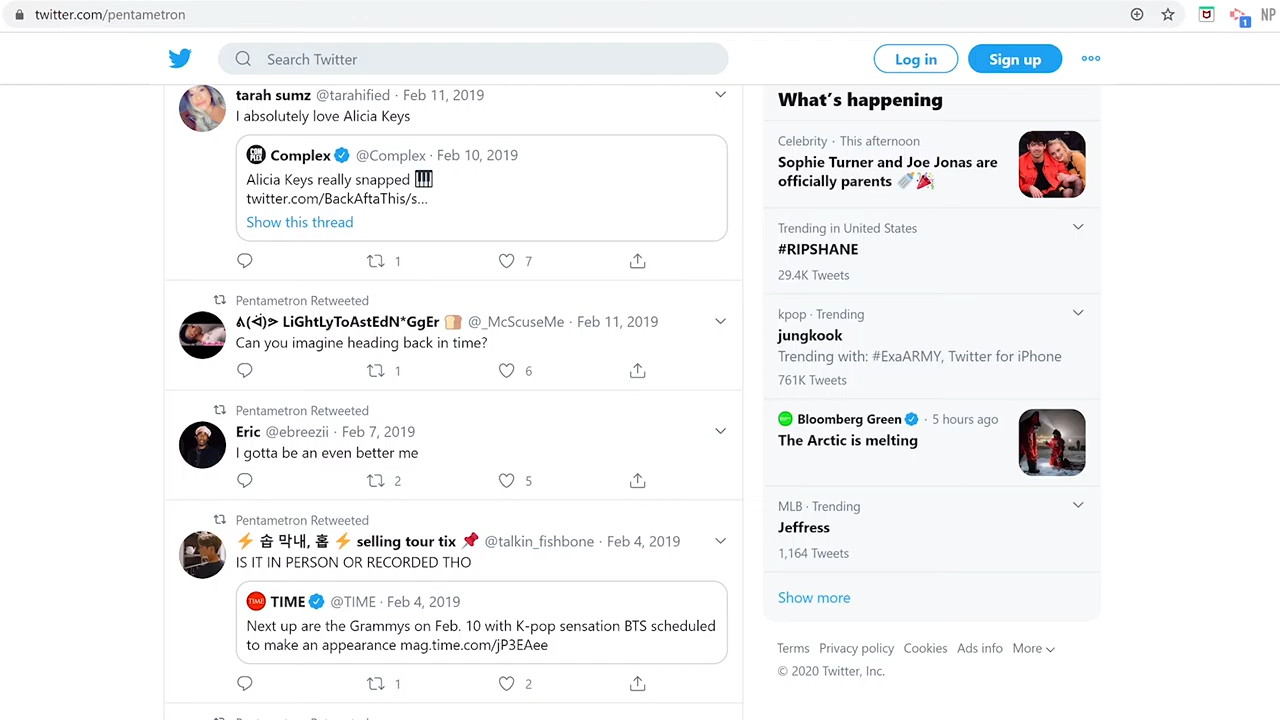 twitter.com/pentametron
NP
1
Search Twitter
Log in
Sign up
tarah sumz @tarahified · Feb 11, 2019
I absolutely love Alicia Keys
COMPLEX
Complex @Complex · Feb 10, 2019
Alicia Keys really snapped 🎹
twitter.com/BackAftaThis/s...
Show this thread
1
7
Pentametron Retweeted
LiGhtLyToAstEdN*GgEr 🍞 @_McScuseMe · Feb 11, 2019
Can you imagine heading back in time?
1
6
Pentametron Retweeted
Eric @ebreezii · Feb 7, 2019
I gotta be an even better me
2
5
Pentametron Retweeted
⚡ 솝 막내, 홉 ⚡ selling tour tix 📌 @talkin_fishbone · Feb 4, 2019
IS IT IN PERSON OR RECORDED THO
TIME
TIME @TIME · Feb 4, 2019
Next up are the Grammys on Feb. 10 with K-pop sensation BTS scheduled
to make an appearance mag.time.com/jP3EAee
1
2
What's happening
Celebrity · This afternoon
Sophie Turner and Joe Jonas are
officially parents 🍼🎉
Trending in United States
#RIPSHANE
29.4K Tweets
kpop · Trending
jungkook
Trending with: #ExaARMY, Twitter for iPhone
761K Tweets
Bloomberg Green · 5 hours ago
The Arctic is melting
MLB · Trending
Jeffress
1,164 Tweets
Show more
Terms Privacy policy Cookies Ads info More
© 2020 Twitter, Inc.